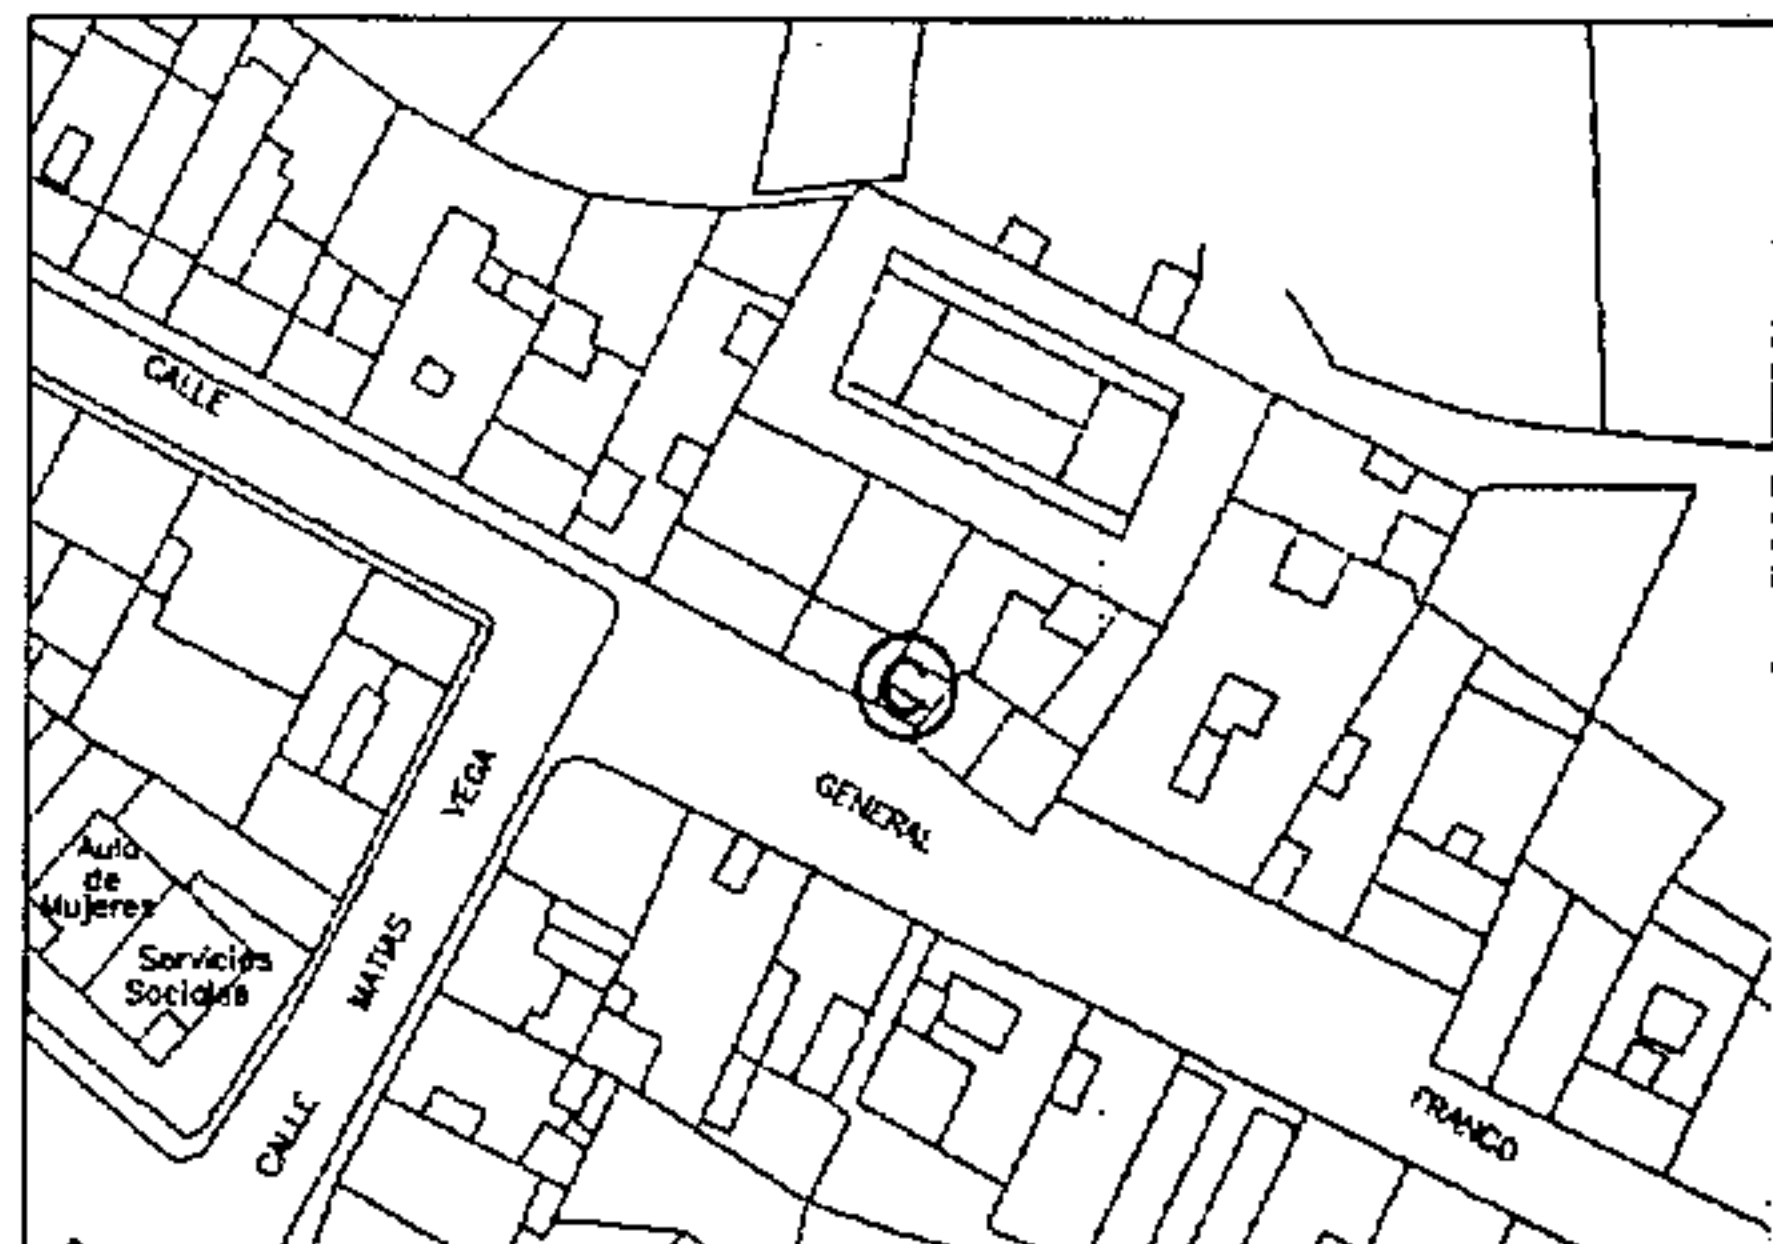 CALLE
GENERAL
FRANCO
CALLE
MATIAS
VEGA
Aula
de
Mujeres
Servicios
Sociales
C